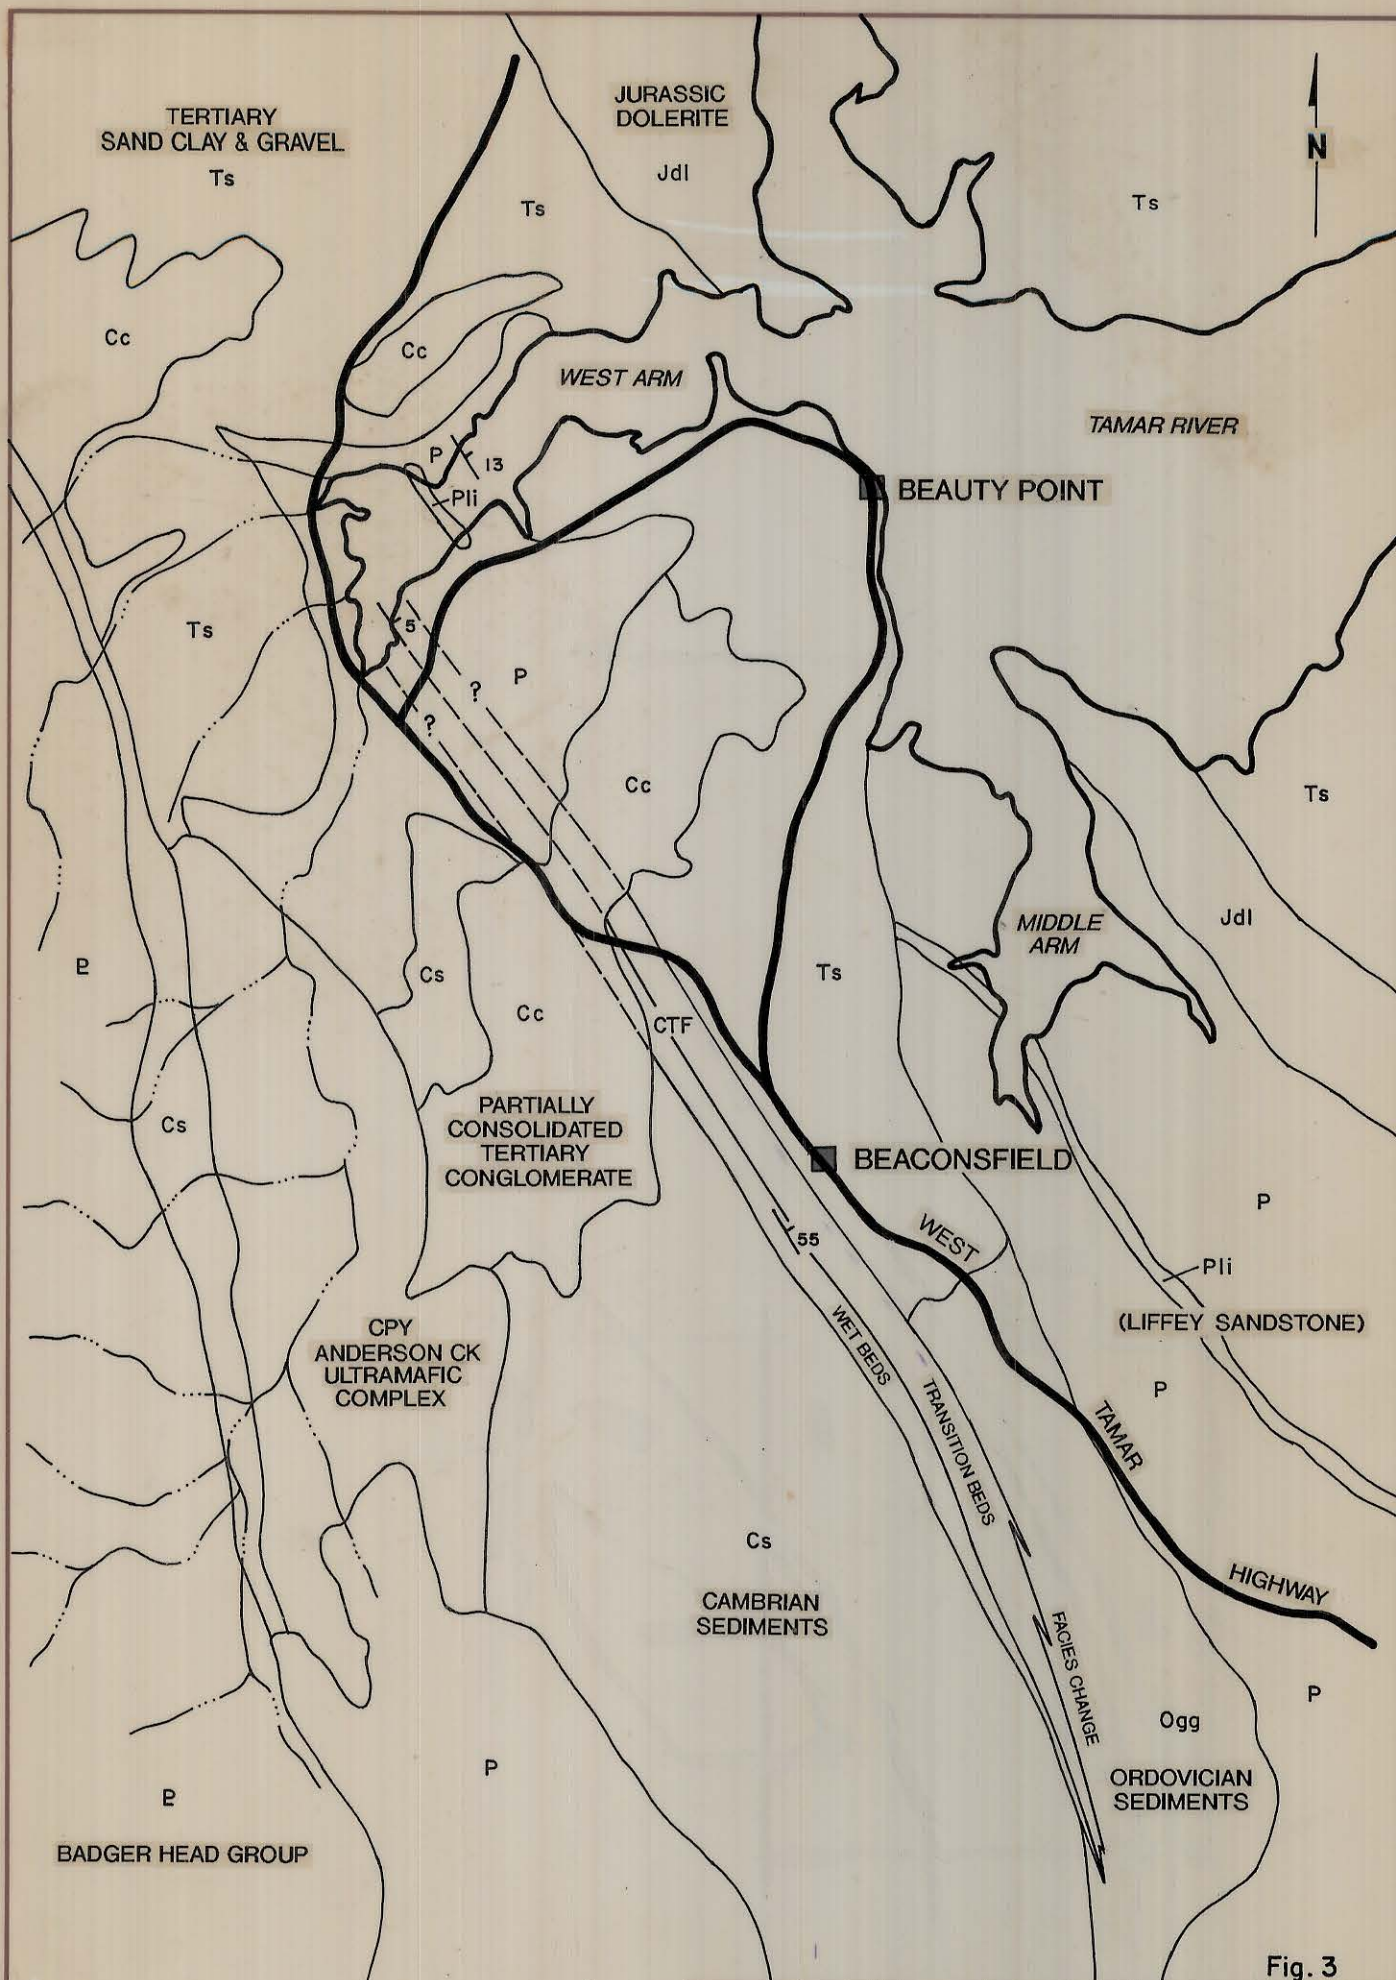 TERTIARY
SAND CLAY & GRAVEL
Ts
JURASSIC
DOLERITE
Jdl
N
Ts
Ts
Cc
Cc
WEST ARM
TAMAR RIVER
P
13
Pli
BEAUTY POINT
Ts
5
?
P
?
Cc
Ts
Jdl
MIDDLE
ARM
Cs
Ts
Cc
CTF
PARTIALLY
CONSOLIDATED
TERTIARY
CONGLOMERATE
Cs
BEACONSFIELD
P
55
WEST
Pli
(LIFFEY SANDSTONE)
CPY
ANDERSON CK
ULTRAMAFIC
COMPLEX
WET BEDS
TRANSITION BEDS
P
TAMAR
Cs
CAMBRIAN
SEDIMENTS
HIGHWAY
FACIES CHANGE
P
Ogg
ORDOVICIAN
SEDIMENTS
P
BADGER HEAD GROUP
Fig. 3